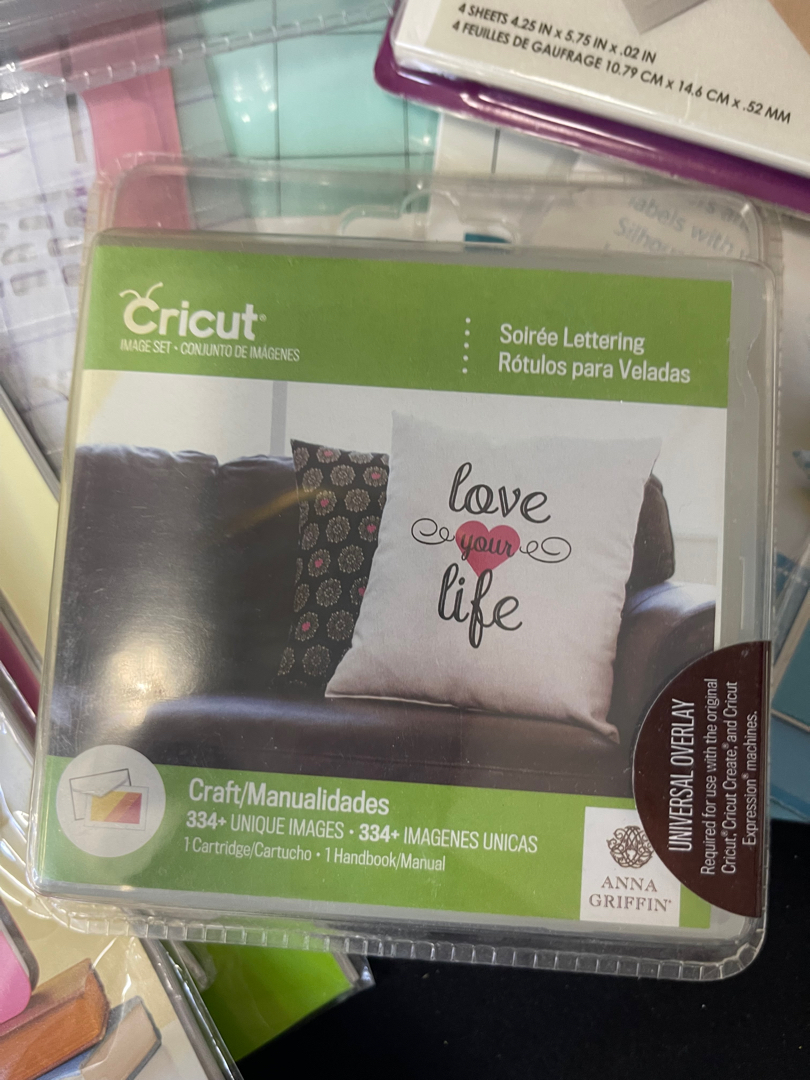 4 SHEETS 4.25 IN x 5.75 IN x .02 IN
4 FEUILLES DE GAUFRAGE 10.79 CM x 14.6 CM x .52 MM
labels with
Cricut®
IMAGE SET • CONJUNTO DE IMÁGENES
Soirée Lettering
Rótulos para Veladas
love
your
life
UNIVERSAL OVERLAY
Required for use with the original
Cricut®, Cricut Create,® and Cricut
Expression® machines.
Craft/Manualidades
334+ UNIQUE IMAGES • 334+ IMAGENES UNICAS
1 Cartridge/Cartucho • 1 Handbook/Manual
ANNA
GRIFFIN®